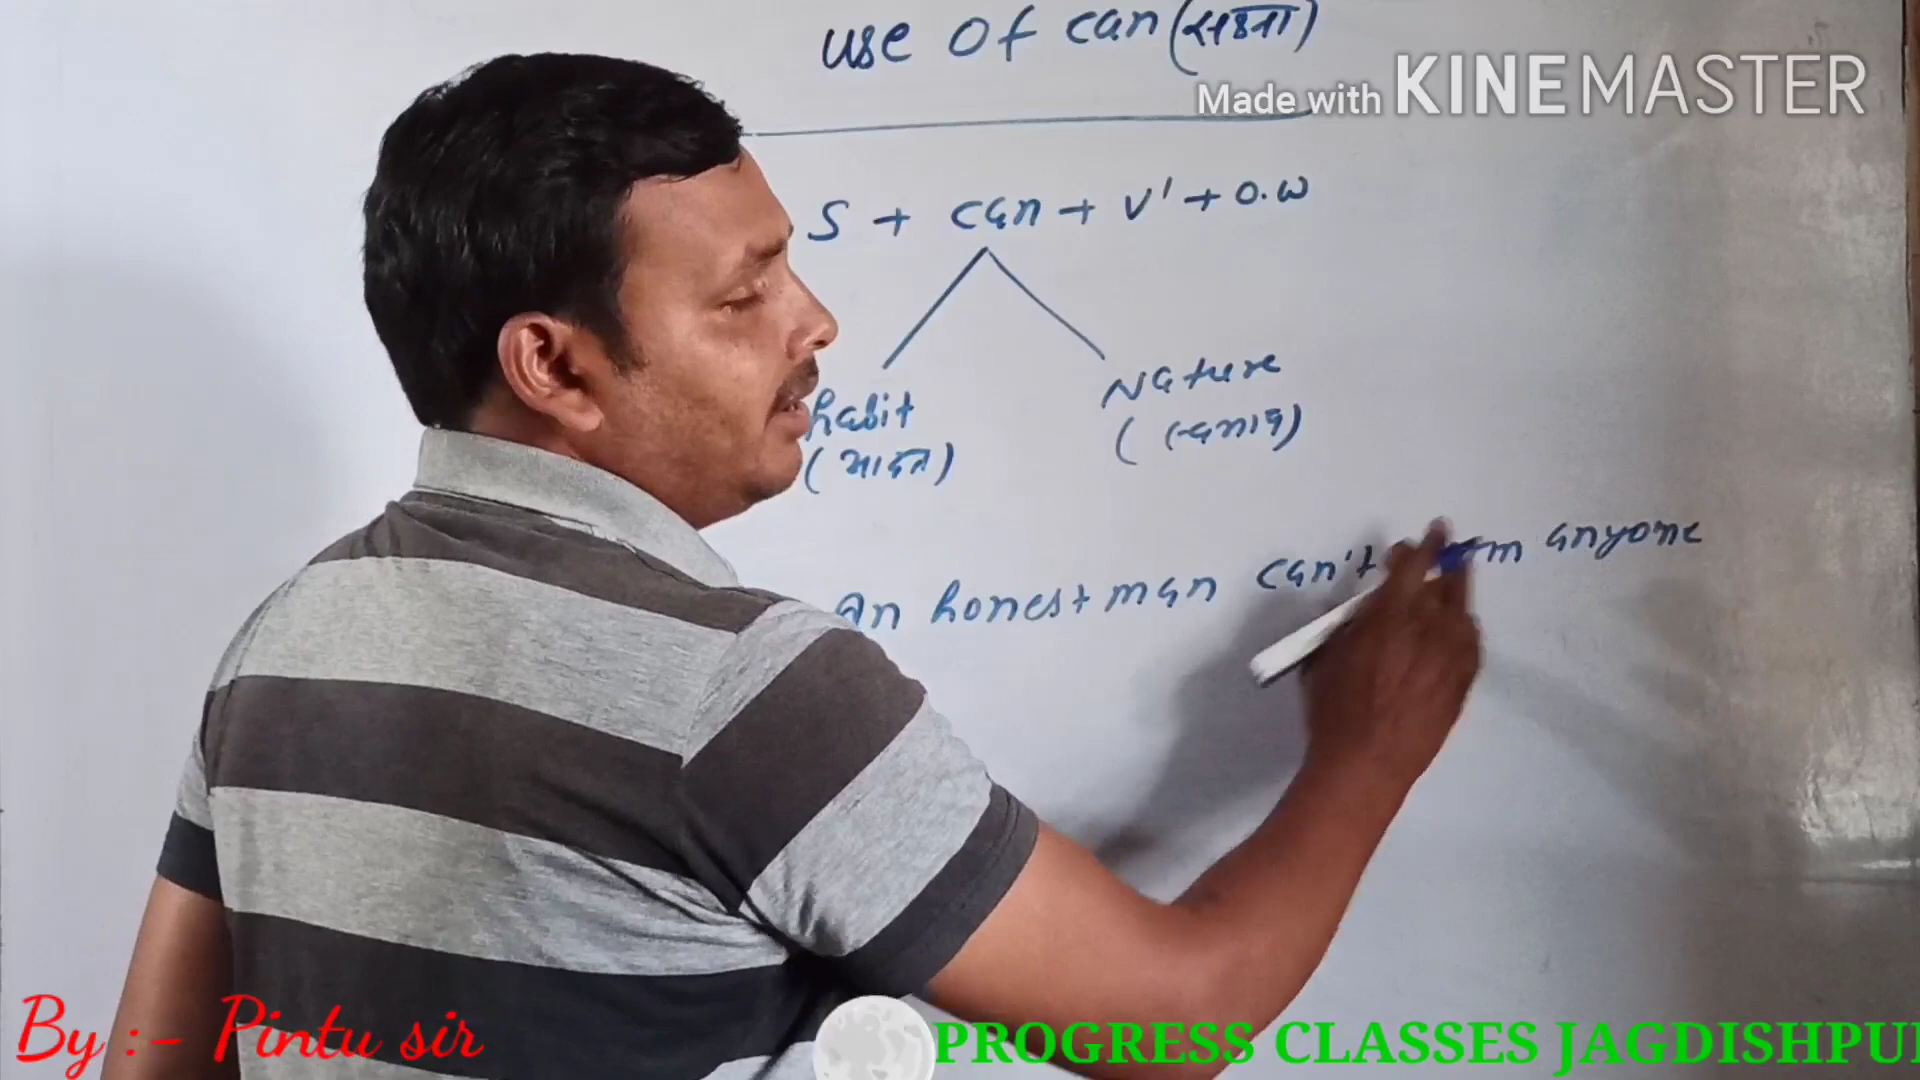 use of can (सकना)
Made with KINEMASTER
S + can + V' + O.W
habit
(आदत)
Nature
(स्वभाव)
An honest man can't anyone
By :- Pintu sir
PROGRESS CLASSES JAGDISHPU